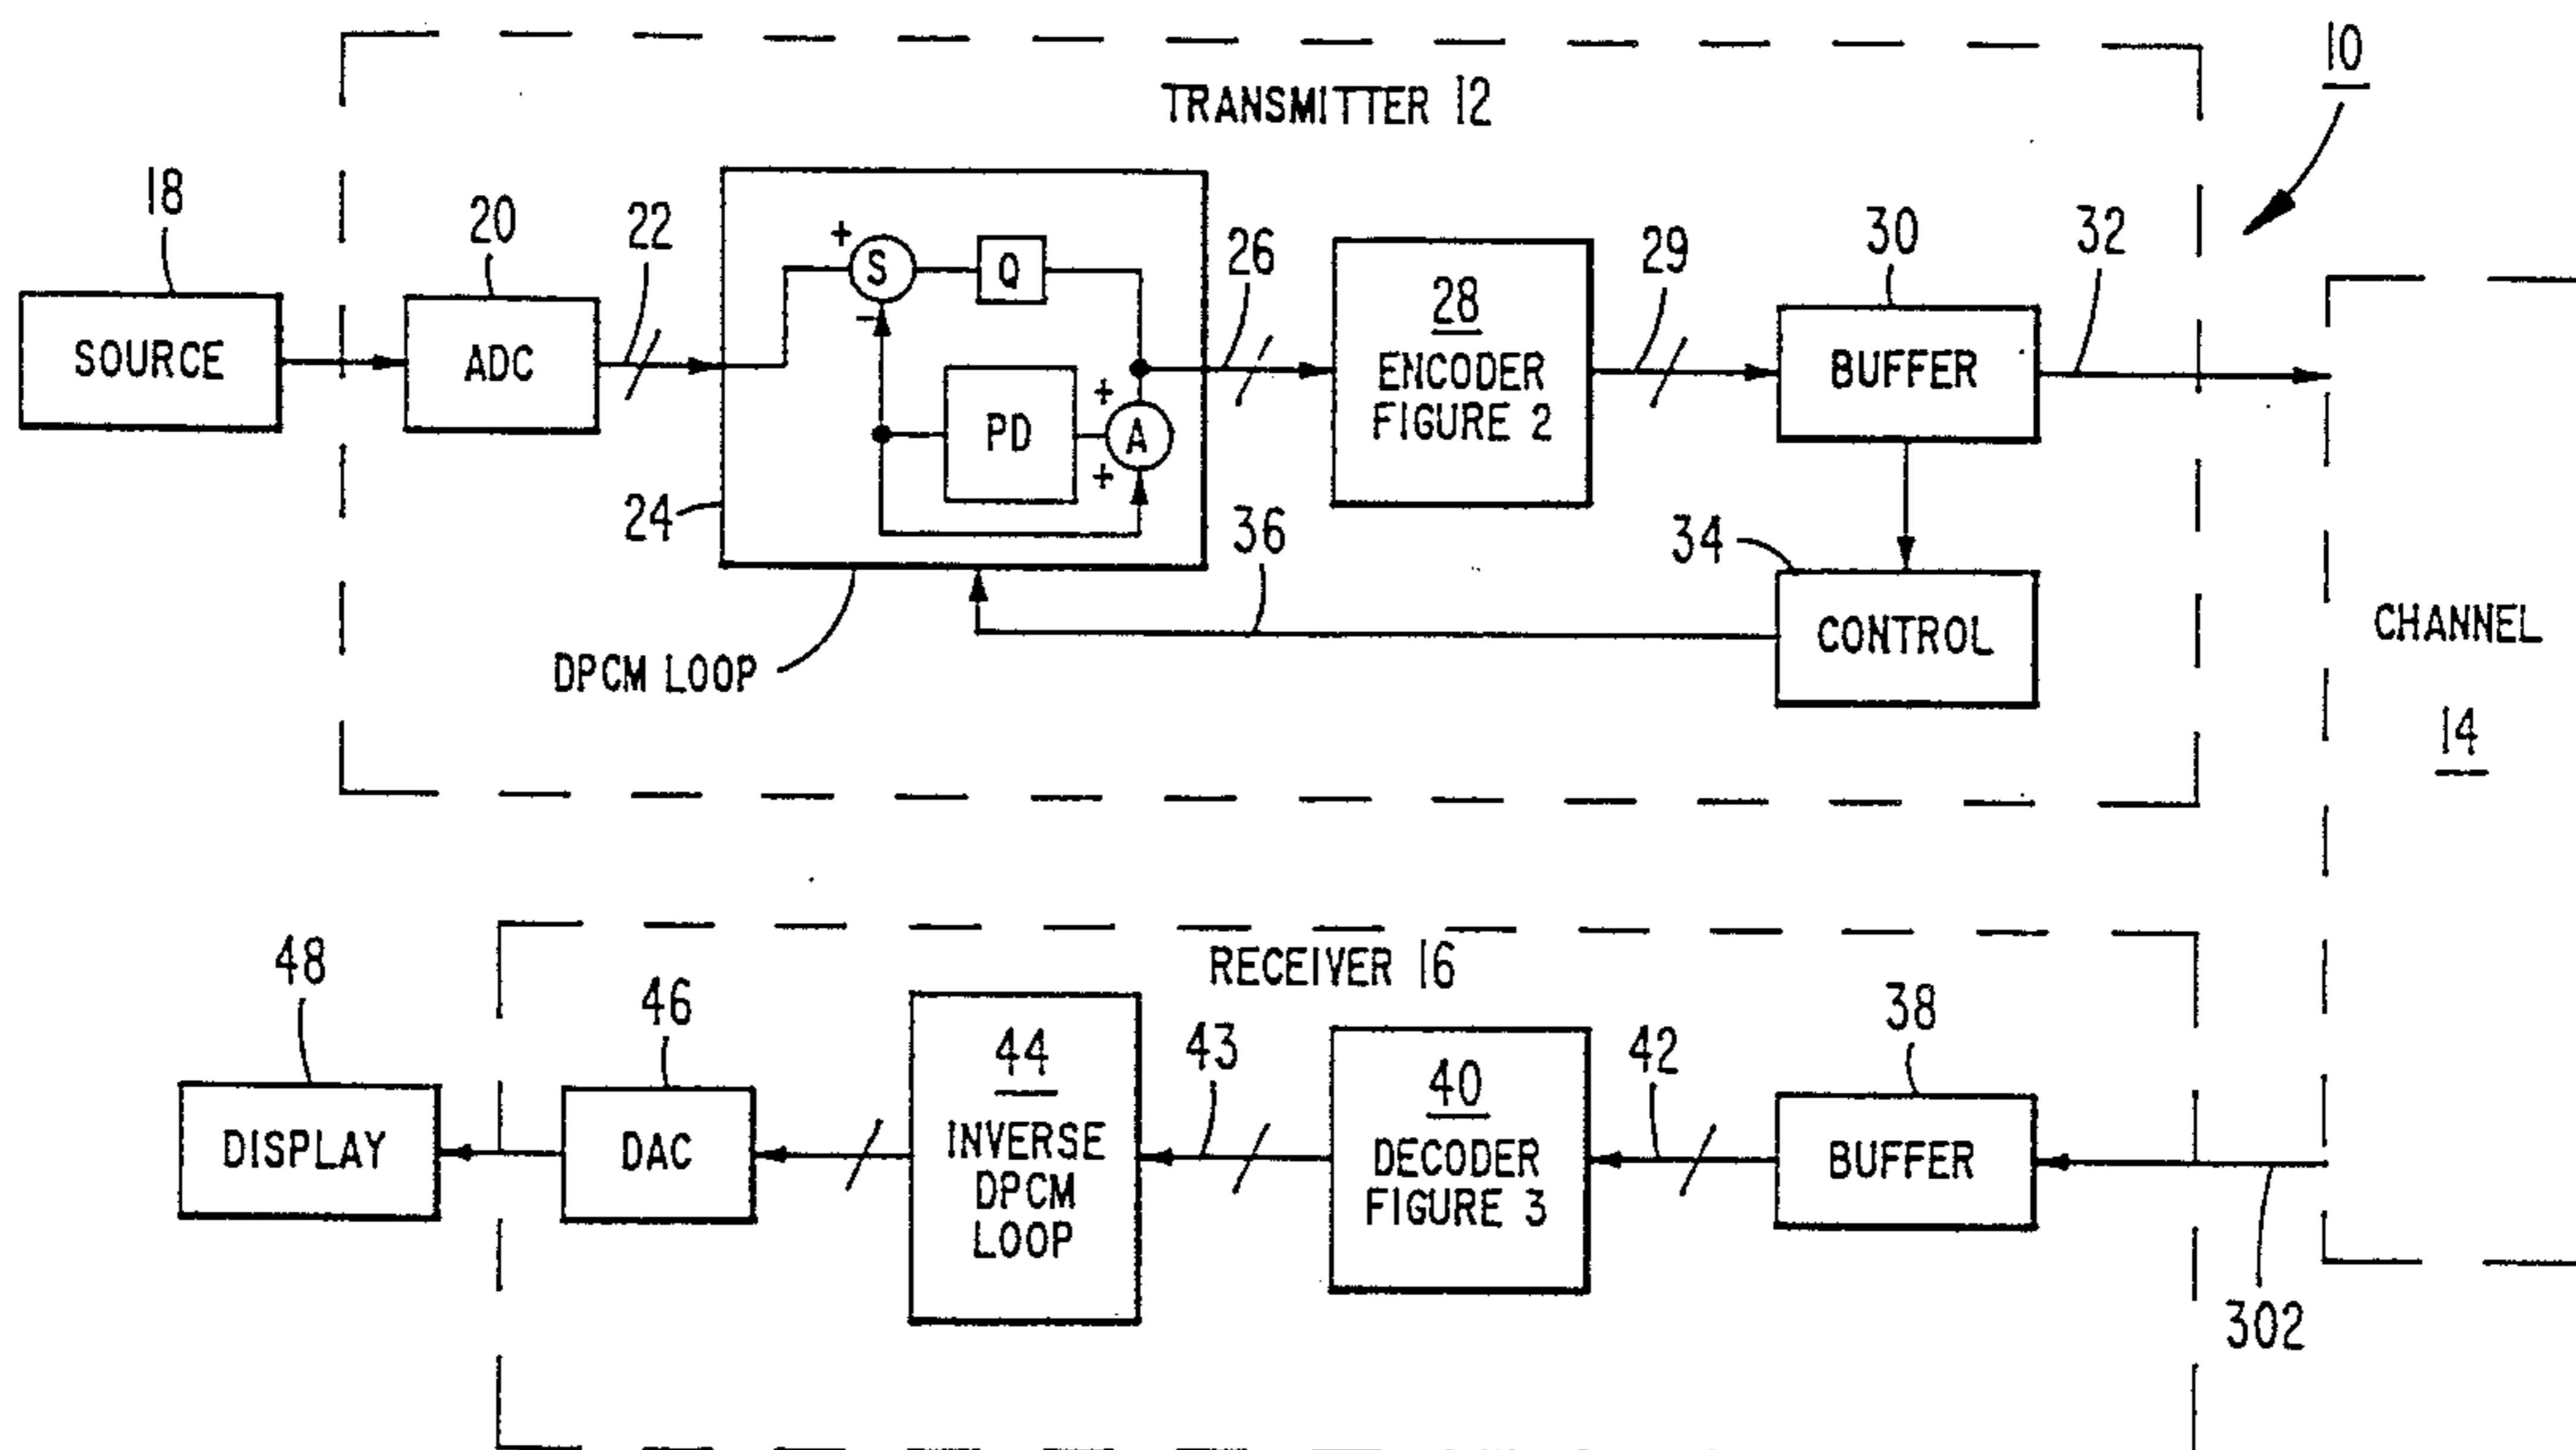 10
TRANSMITTER 12
18
20
22
+
S
Q
26
28
29
30
32
SOURCE
ADC
-
ENCODER
FIGURE 2
BUFFER
PD
+
A
+
24
36
34
CONTROL
CHANNEL
14
DPCM LOOP
RECEIVER 16
48
46
44
43
40
42
38
DISPLAY
DAC
INVERSE
DPCM
LOOP
DECODER
FIGURE 3
BUFFER
302